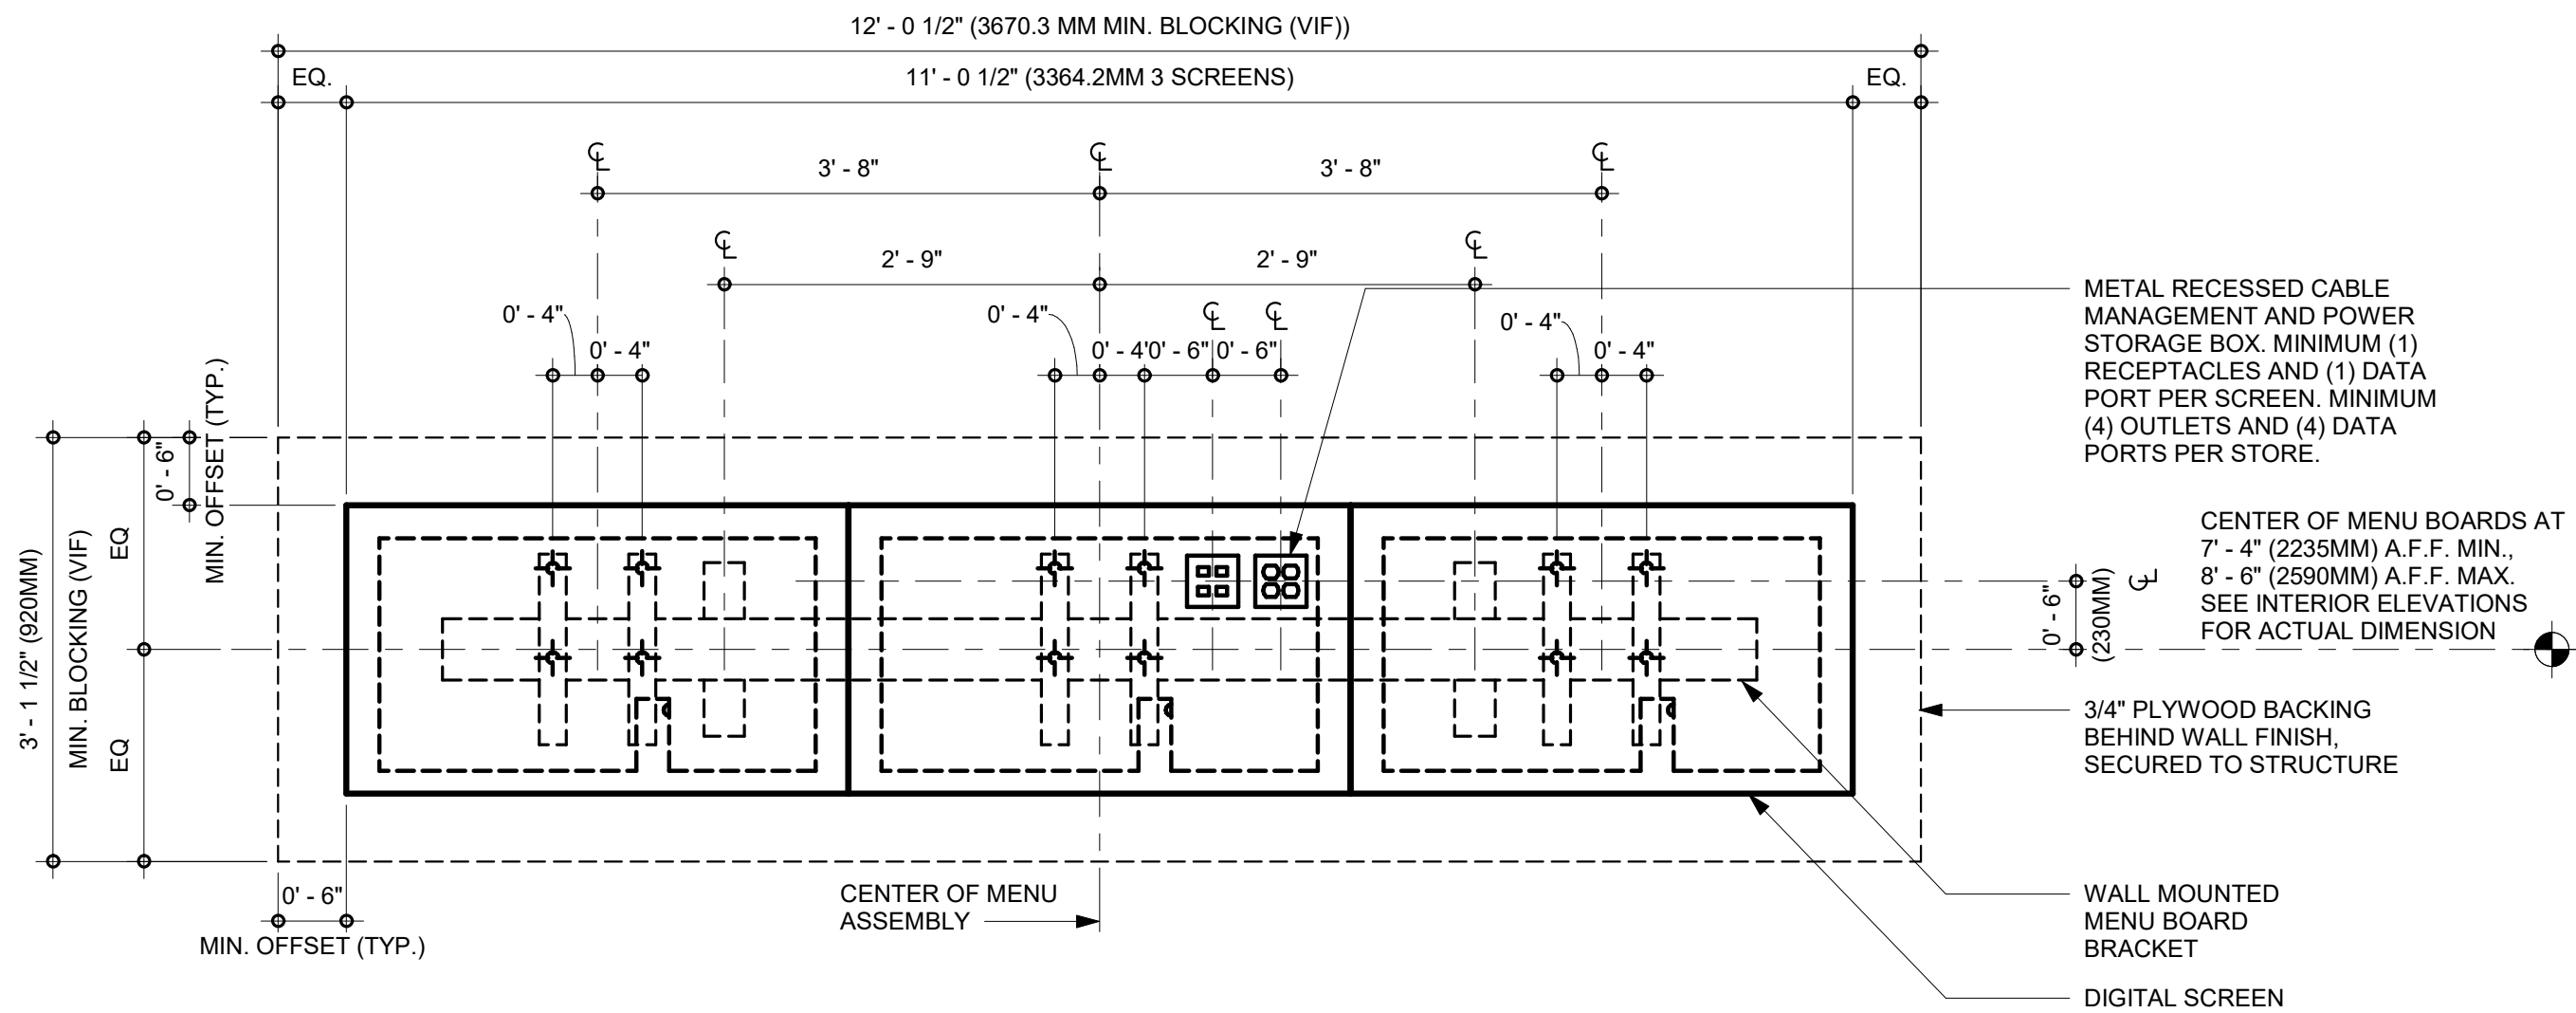 12' - 0 1/2" (3670.3 MM MIN. BLOCKING (VIF))
EQ.
11' - 0 1/2" (3364.2MM 3 SCREENS)
EQ.
℄
℄
℄
3' - 8"
3' - 8"
℄
℄
2' - 9"
2' - 9"
0' - 4"
0' - 4"
0' - 4"
℄
℄
0' - 4"
0' - 4'
0' - 6"
0' - 6"
0' - 4"
METAL RECESSED CABLE
MANAGEMENT AND POWER
STORAGE BOX. MINIMUM (1)
RECEPTACLES AND (1) DATA
PORT PER SCREEN. MINIMUM
(4) OUTLETS AND (4) DATA
PORTS PER STORE.
3' - 1 1/2" (920MM)
MIN. BLOCKING (VIF)
EQ
EQ
0' - 6"
MIN. OFFSET (TYP.)
CENTER OF MENU BOARDS AT
7' - 4" (2235MM) A.F.F. MIN.,
8' - 6" (2590MM) A.F.F. MAX.
SEE INTERIOR ELEVATIONS
FOR ACTUAL DIMENSION
0' - 6"
(230MM)
℄
3/4" PLYWOOD BACKING
BEHIND WALL FINISH,
SECURED TO STRUCTURE
0' - 6"
MIN. OFFSET (TYP.)
CENTER OF MENU
ASSEMBLY
WALL MOUNTED
MENU BOARD
BRACKET
DIGITAL SCREEN